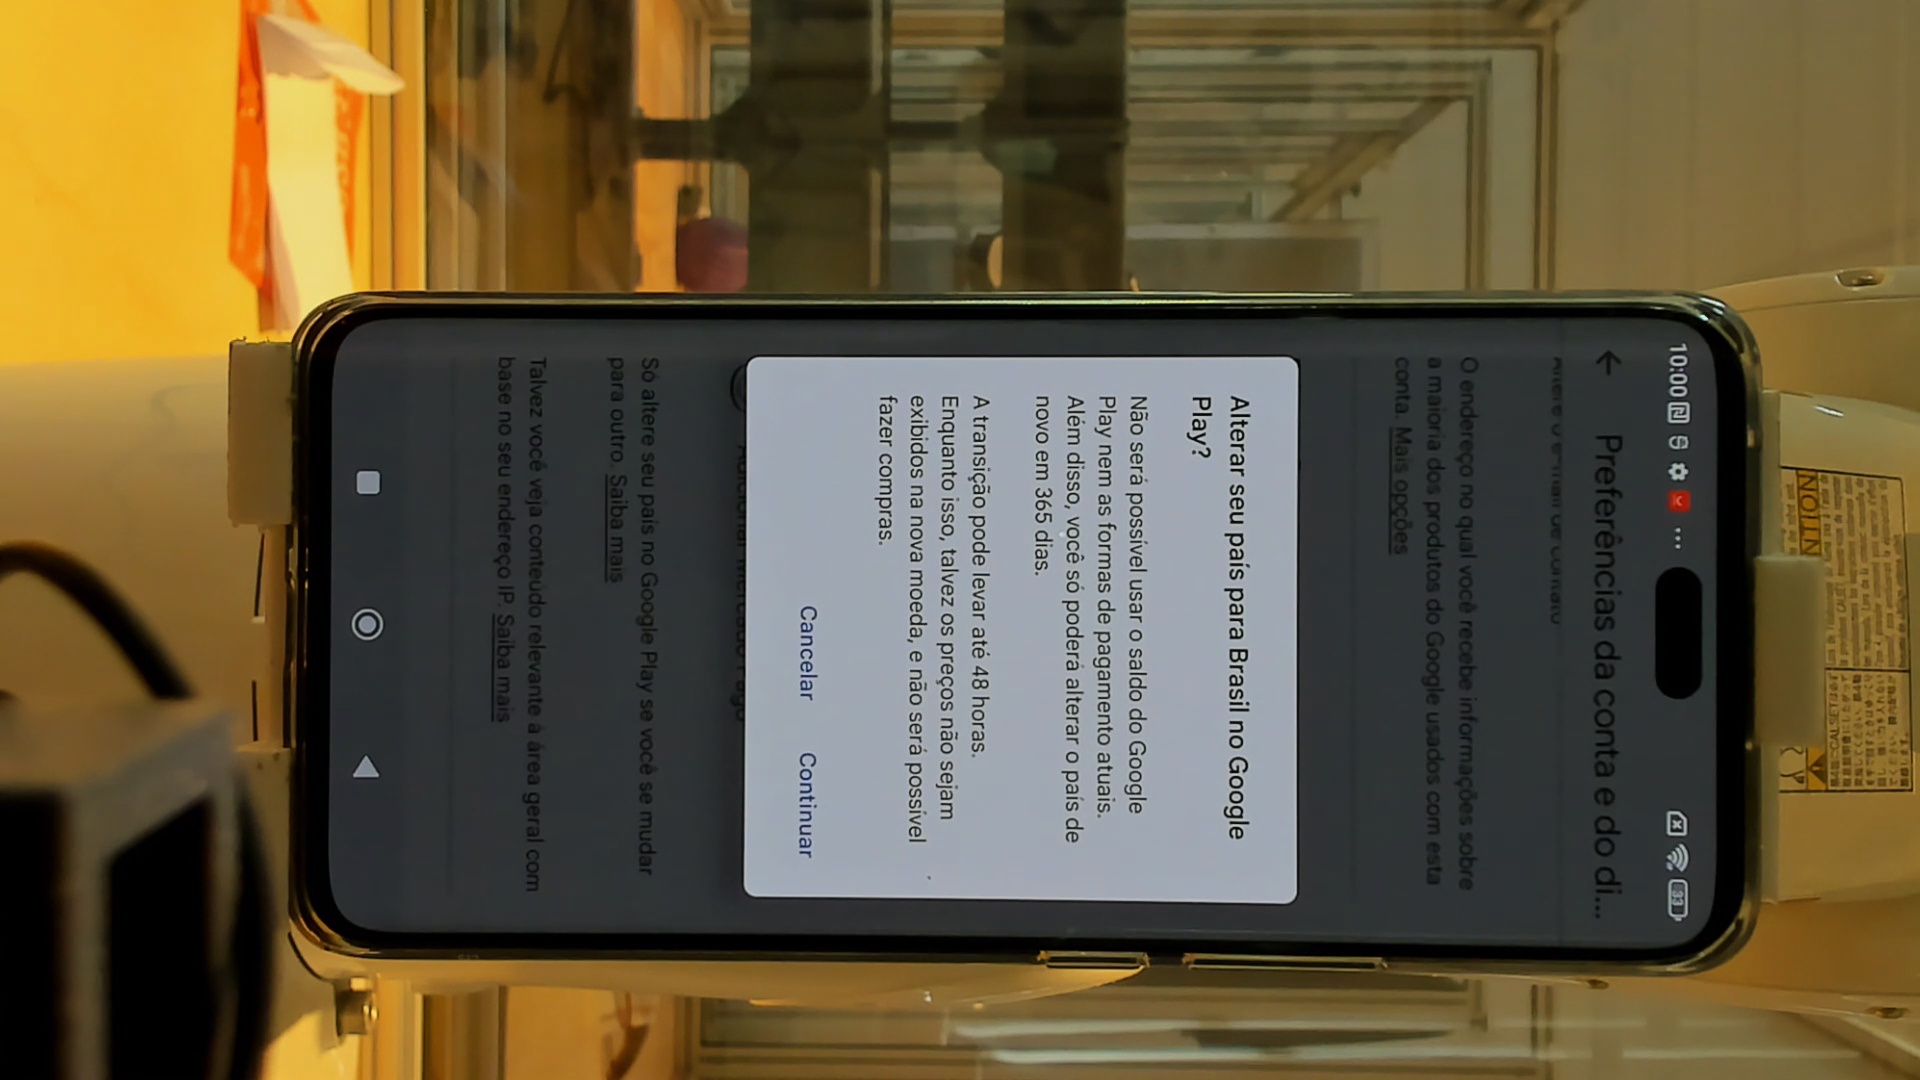 10:00
33
Preferências da conta e do di...
O endereço no qual você recebe informações sobre
a maioria dos produtos do Google usados com esta
conta. Mais opções
Alterar seu país para Brasil no Google
Play?
Não será possível usar o saldo do Google
Play nem as formas de pagamento atuais.
Além disso, você só poderá alterar o país de
novo em 365 dias.
A transição pode levar até 48 horas.
Enquanto isso, talvez os preços não sejam
exibidos na nova moeda, e não será possível
fazer compras.
Cancelar Continuar
Só altere seu país no Google Play se você se mudar
para outro. Saiba mais
Talvez você veja conteúdo relevante à área geral com
base no seu endereço IP. Saiba mais